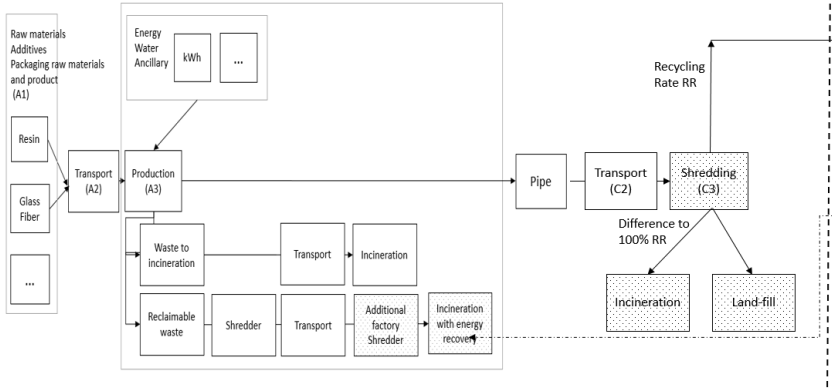 Raw materials
Additives
Packaging raw materials
and product
(A1)
Energy
Water
Ancillary
kWh
...
Recycling
Rate RR
Resin
Transport
(A2)
Production
(A3)
Pipe
Transport
(C2)
Shredding
(C3)
Glass
Fiber
Difference to
100% RR
Waste to
incineration
Transport
Incineration
...
Incineration
Land-fill
Reclaimable
waste
Shredder
Transport
Additional
factory
Shredder
Incineration
with energy
recovery